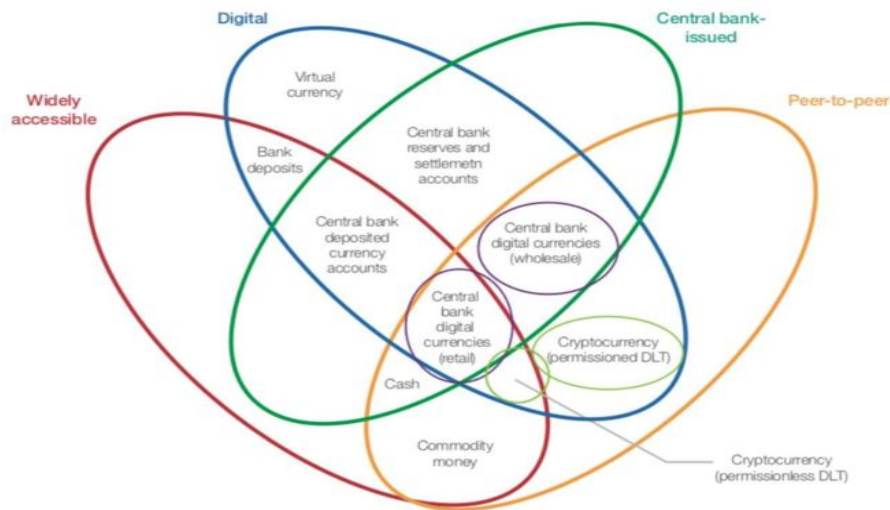 Digital
Central bank-
issued
Widely
accessible
Peer-to-peer
Virtual
currency
Bank
deposits
Central bank
reserves and
settlemetn
accounts
Central bank
deposited
currency
accounts
Central bank
digital currencies
(wholesale)
Central
bank
digital
currencies
(retail)
Cryptocurrency
(permissioned DLT)
Cash
Commodity
money
Cryptocurrency
(permissionless DLT)